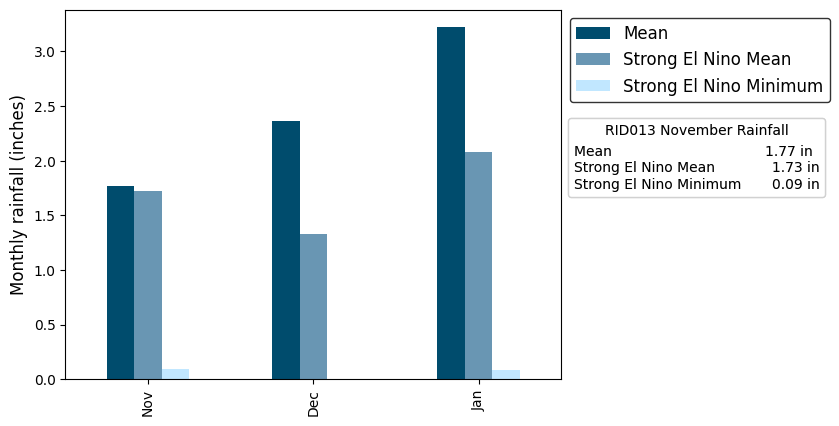 Monthly rainfall (inches)
3.0
2.5
2.0
1.5
1.0
0.5
0.0
Nov
Dec
Jan
Mean
Strong El Nino Mean
Strong El Nino Minimum
RID013 November Rainfall
Mean 1.77 in
Strong El Nino Mean 1.73 in
Strong El Nino Minimum 0.09 in